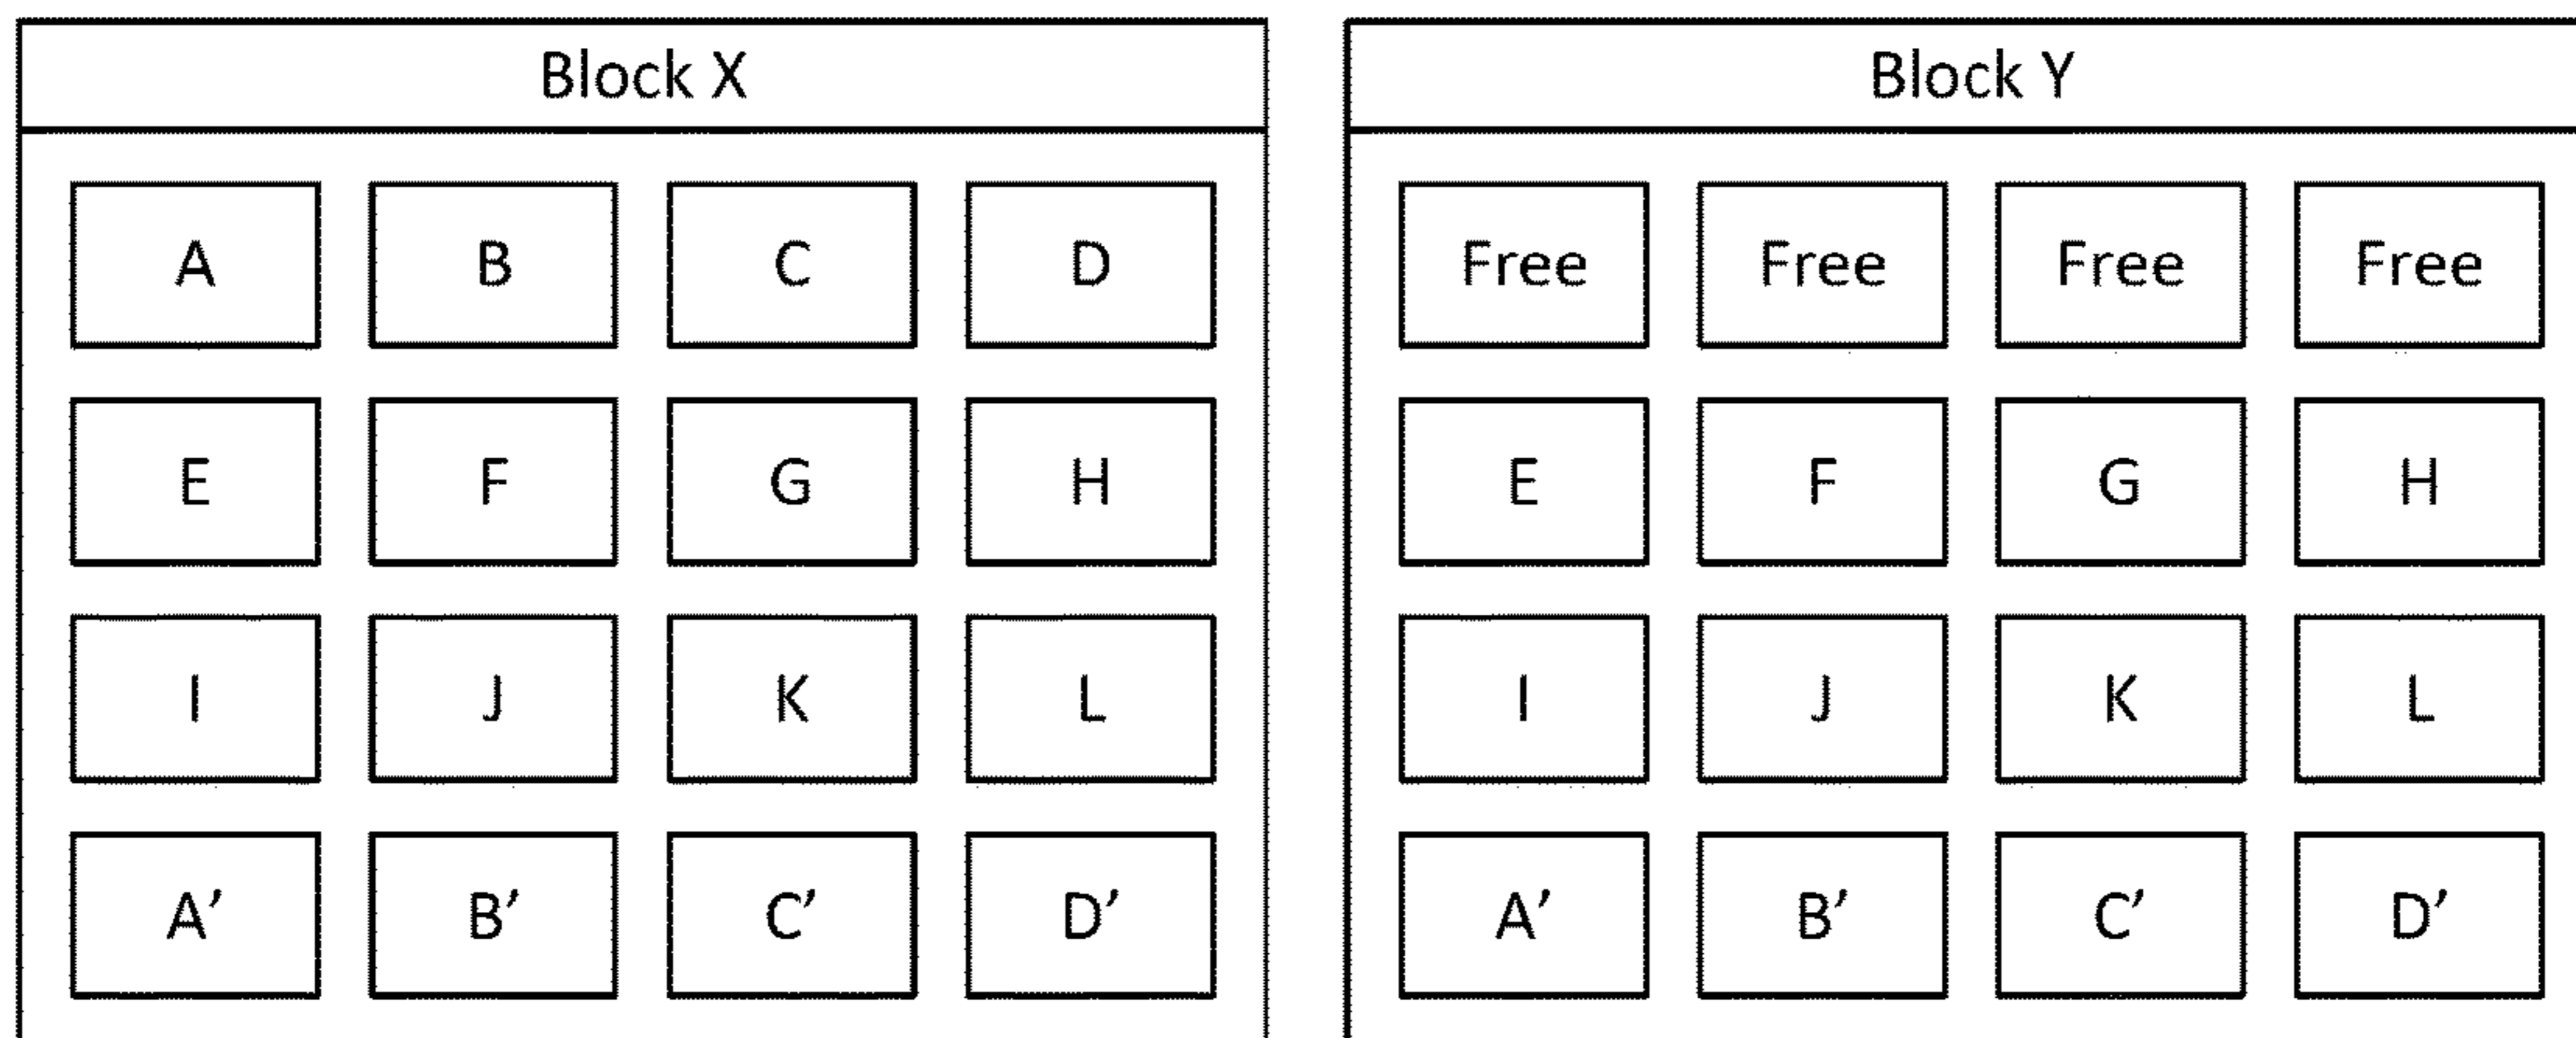 Block X
A B C D
E F G H
I J K L
A’ B’ C’ D’
Block Y
Free Free Free Free
E F G H
I J K L
A’ B’ C’ D’